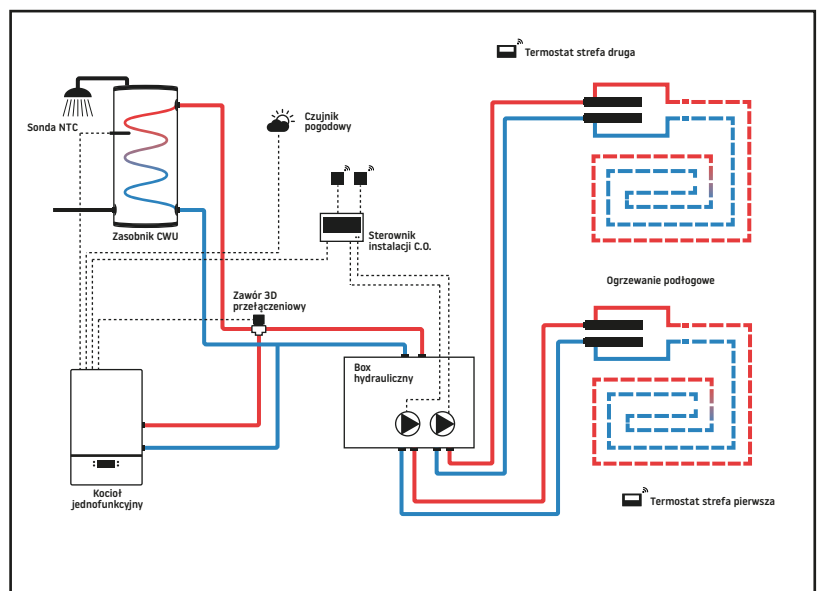 Termostat strefa druga
Sonda NTC
Czujnik
pogodowy
Zasobnik CWU
Sterownik
instalacji C.O.
Ogrzewanie podłogowe
Zawór 3D
przełączeniowy
Box
hydrauliczny
Kocioł
jednofunkcyjny
Termostat strefa pierwsza